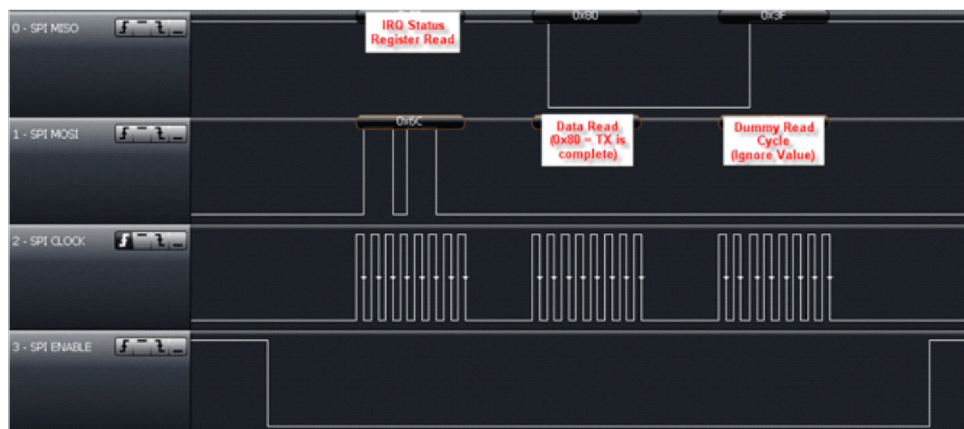 0 - SPI MISO
IRQ Status
Register Read
0x80
0x3F
1 - SPI MOSI
0x6C
Data Read
(0x80 = TX is
complete)
Dummy Read
Cycle
(Ignore Value)
2 - SPI CLOCK
3 - SPI ENABLE